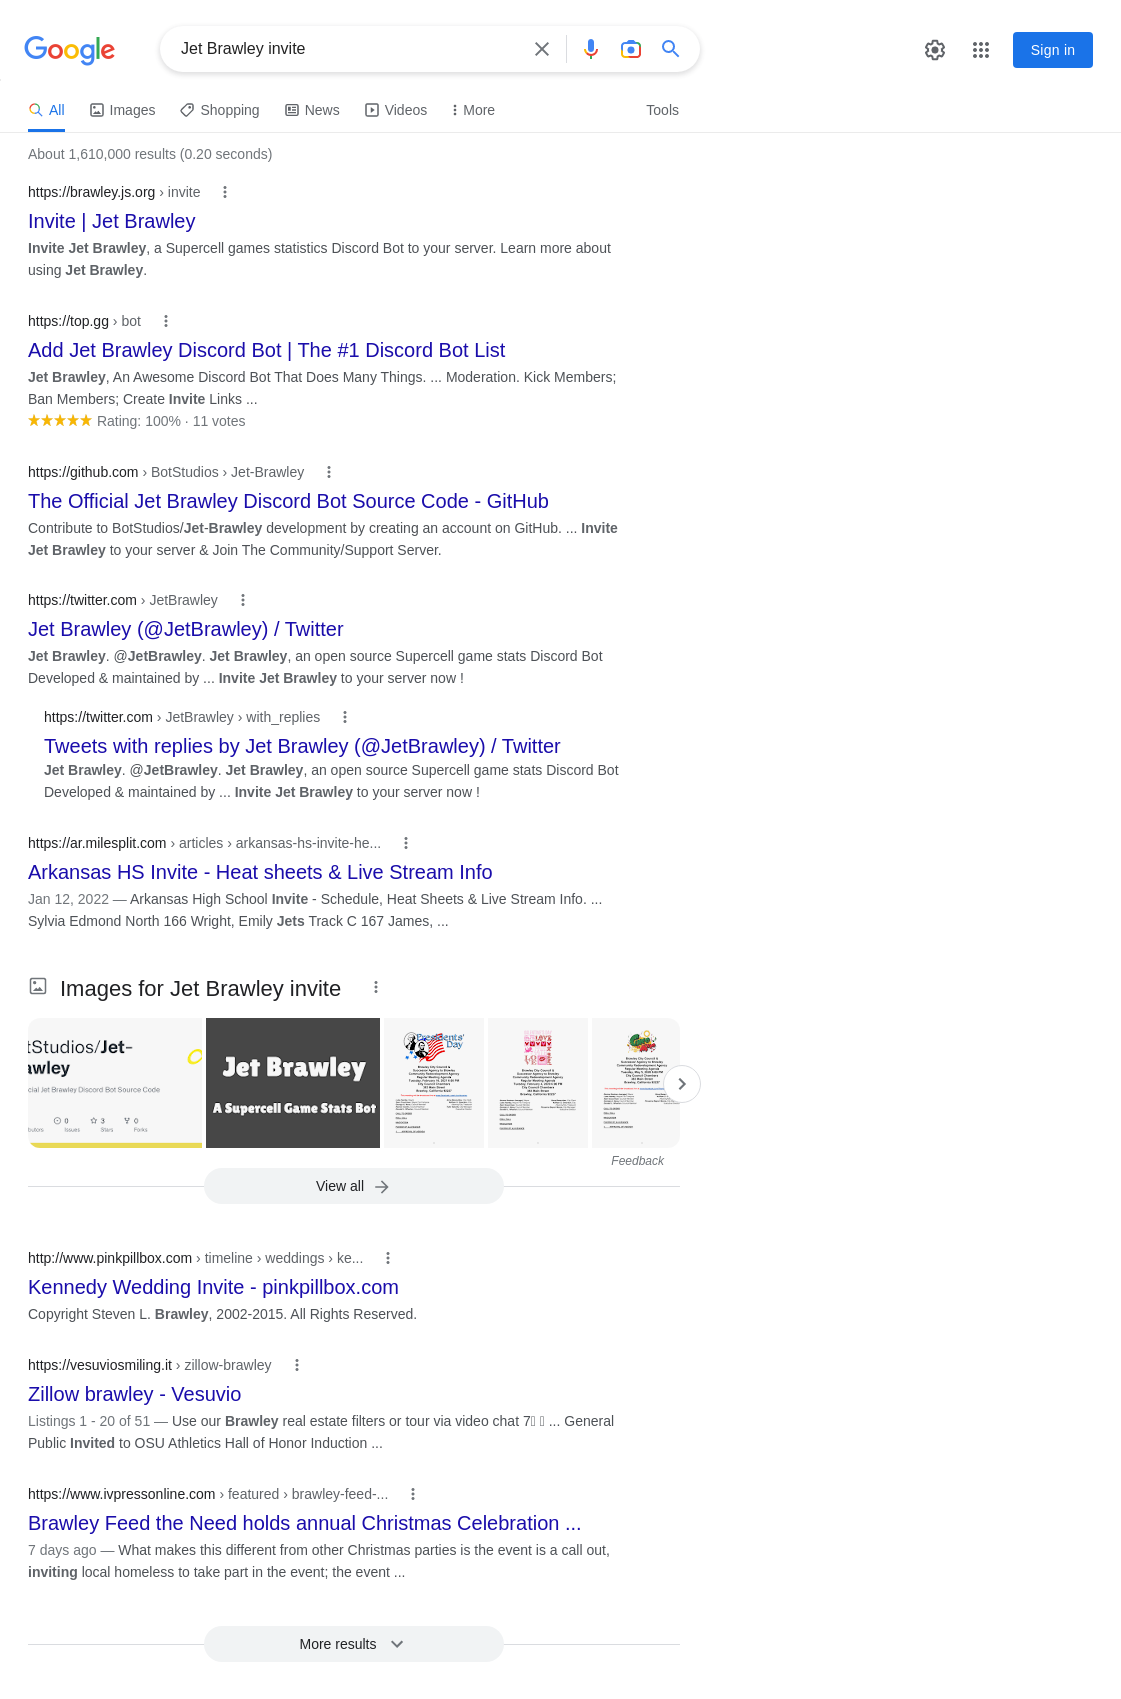 Google
Jet Brawley invite
Sign in
All
Images
Shopping
News
Videos
More
Tools
About 1,610,000 results (0.20 seconds)
https://brawley.js.org › invite
Invite | Jet Brawley
Invite Jet Brawley, a Supercell games statistics Discord Bot to your server. Learn more about
using Jet Brawley.
https://top.gg › bot
Add Jet Brawley Discord Bot | The #1 Discord Bot List
Jet Brawley, An Awesome Discord Bot That Does Many Things. ... Moderation. Kick Members;
Ban Members; Create Invite Links ...
Rating: 100% · 11 votes
https://github.com › BotStudios › Jet-Brawley
The Official Jet Brawley Discord Bot Source Code - GitHub
Contribute to BotStudios/Jet-Brawley development by creating an account on GitHub. ... Invite
Jet Brawley to your server & Join The Community/Support Server.
https://twitter.com › JetBrawley
Jet Brawley (@JetBrawley) / Twitter
Jet Brawley. @JetBrawley. Jet Brawley, an open source Supercell game stats Discord Bot
Developed & maintained by ... Invite Jet Brawley to your server now !
https://twitter.com › JetBrawley › with_replies
Tweets with replies by Jet Brawley (@JetBrawley) / Twitter
Jet Brawley. @JetBrawley. Jet Brawley, an open source Supercell game stats Discord Bot
Developed & maintained by ... Invite Jet Brawley to your server now !
https://ar.milesplit.com › articles › arkansas-hs-invite-he...
Arkansas HS Invite - Heat sheets & Live Stream Info
Jan 12, 2022 — Arkansas High School Invite - Schedule, Heat Sheets & Live Stream Info. ...
Sylvia Edmond North 166 Wright, Emily Jets Track C 167 James, ...
Images for Jet Brawley invite
tStudios/Jet-
awley
cial Jet Brawley Discord Bot Source Code
0
3
0
butors
Issues
Stars
Forks
Jet Brawley
A Supercell Game Stats Bot
Presidents'
Day
LOVE
Feedback
View all
http://www.pinkpillbox.com › timeline › weddings › ke...
Kennedy Wedding Invite - pinkpillbox.com
Copyright Steven L. Brawley, 2002-2015. All Rights Reserved.
https://vesuviosmiling.it › zillow-brawley
Zillow brawley - Vesuvio
Listings 1 - 20 of 51 — Use our Brawley real estate filters or tour via video chat 7 ... General
Public Invited to OSU Athletics Hall of Honor Induction ...
https://www.ivpressonline.com › featured › brawley-feed-...
Brawley Feed the Need holds annual Christmas Celebration ...
7 days ago — What makes this different from other Christmas parties is the event is a call out,
inviting local homeless to take part in the event; the event ...
More results